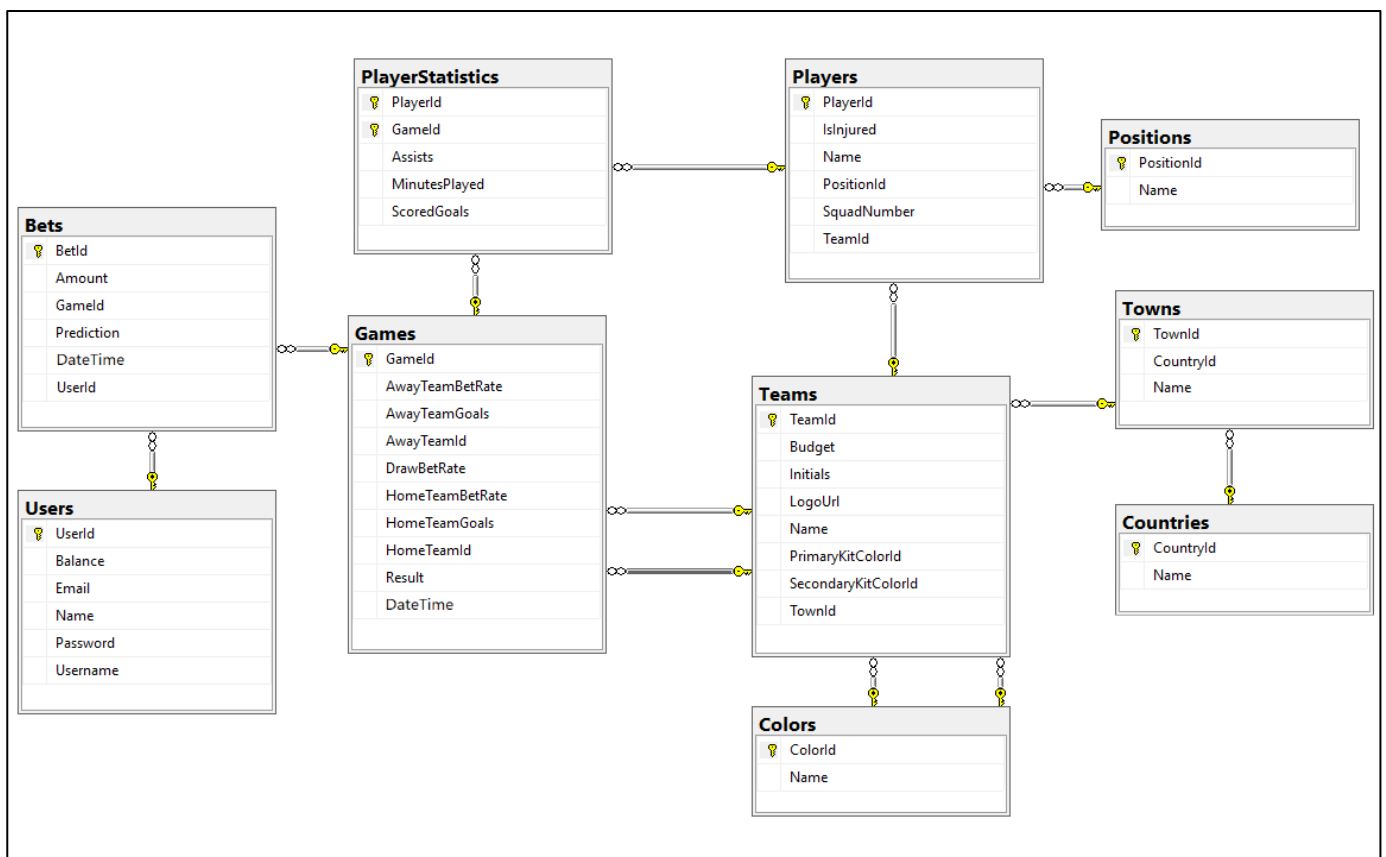 PlayerStatistics
PlayerId
GameId
Assists
MinutesPlayed
ScoredGoals
Players
PlayerId
IsInjured
Name
PositionId
SquadNumber
TeamId
Positions
PositionId
Name
Bets
BetId
Amount
GameId
Prediction
DateTime
UserId
Games
GameId
AwayTeamBetRate
AwayTeamGoals
AwayTeamId
DrawBetRate
HomeTeamBetRate
HomeTeamGoals
HomeTeamId
Result
DateTime
Towns
TownId
CountryId
Name
Teams
TeamId
Budget
Initials
LogoUrl
Name
PrimaryKitColorId
SecondaryKitColorId
TownId
Users
UserId
Balance
Email
Name
Password
Username
Countries
CountryId
Name
Colors
ColorId
Name